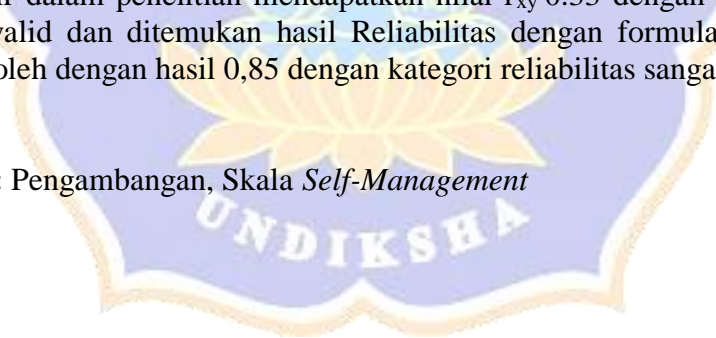 dalam penelitian mendapatkan nilai rxy 0.55 dengan
valid dan ditemukan hasil Reliabilitas dengan formula
oleh dengan hasil 0,85 dengan kategori reliabilitas sanga
: Pengambangan, Skala Self-Management
UNDIKSHA